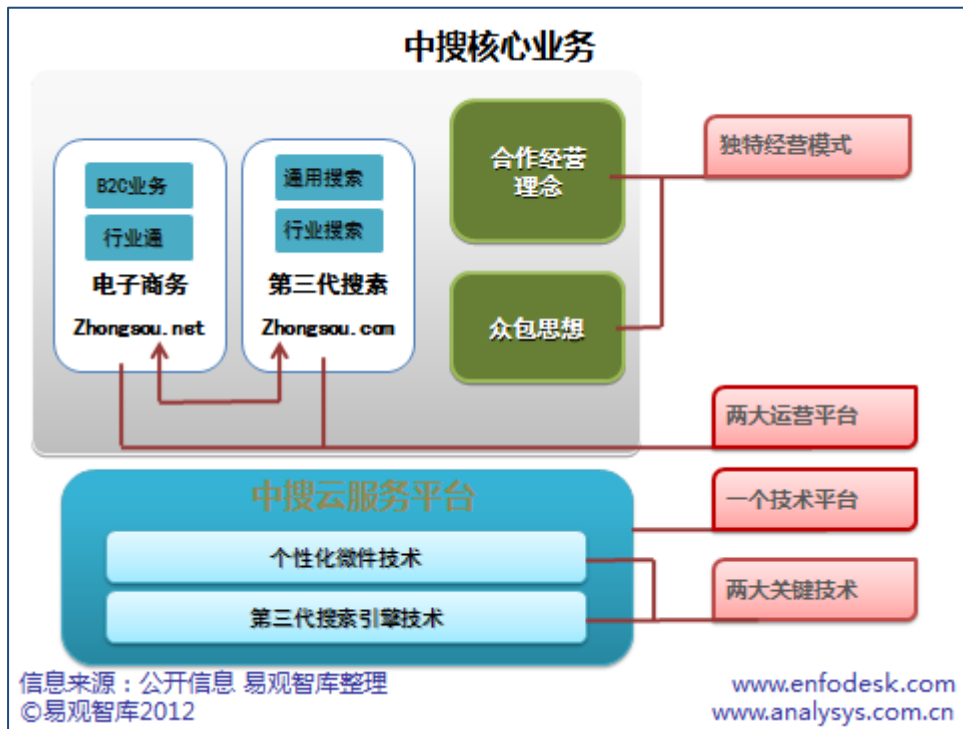 中搜核心业务
B2C业务
行业通
电子商务
Zhongsou.net
通用搜索
行业搜索
第三代搜素
Zhongsou.com
合作经营
理念
众包思想
独特经营模式
两大运营平台
一个技术平台
两大关键技术
中搜云服务平台
个性化微件技术
第三代搜索引擎技术
信息来源：公开信息 易观智库整理
©易观智库2012
www.enfodesk.com
www.analysys.com.cn